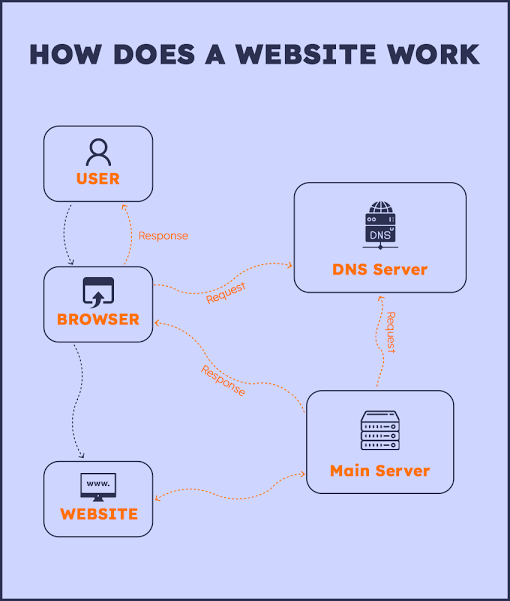 HOW DOES A WEBSITE WORK
USER
Response
DNS
DNS Server
BROWSER
Request
Request
Response
Main Server
www.
WEBSITE